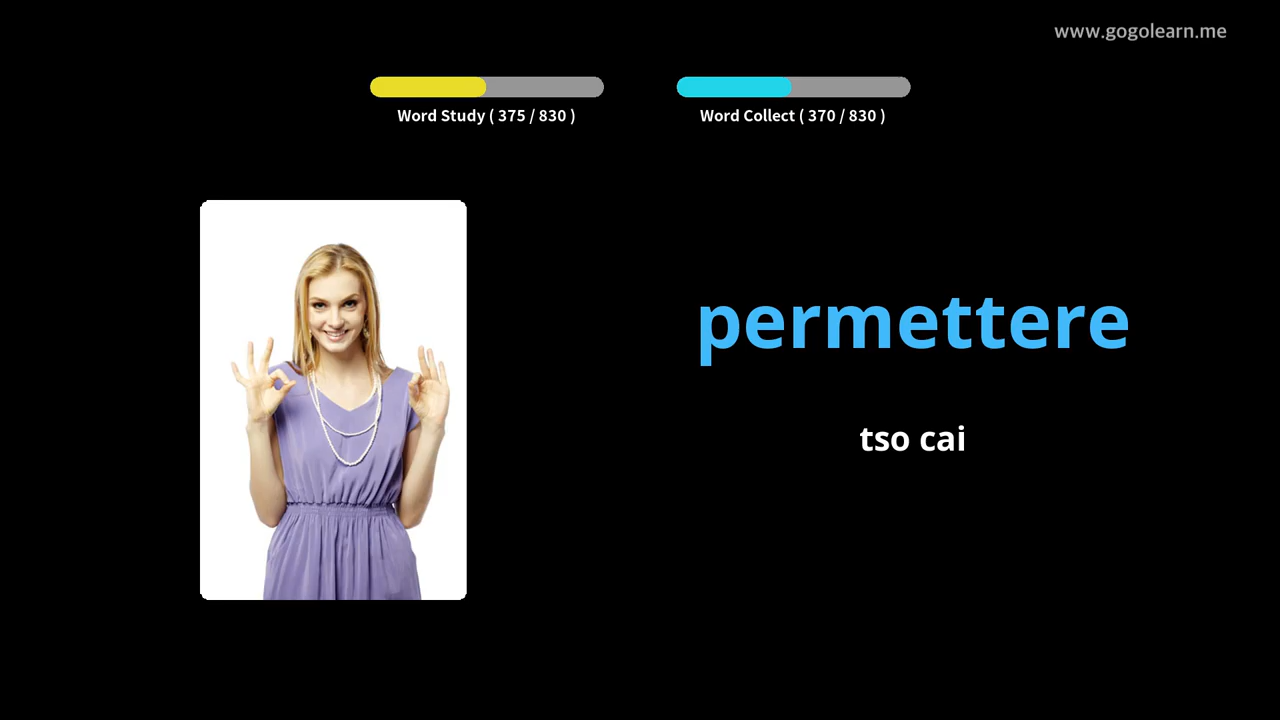 www.gogolearn.me
Word Study ( 375 / 830 )
Word Collect ( 370 / 830 )
permettere
tso cai